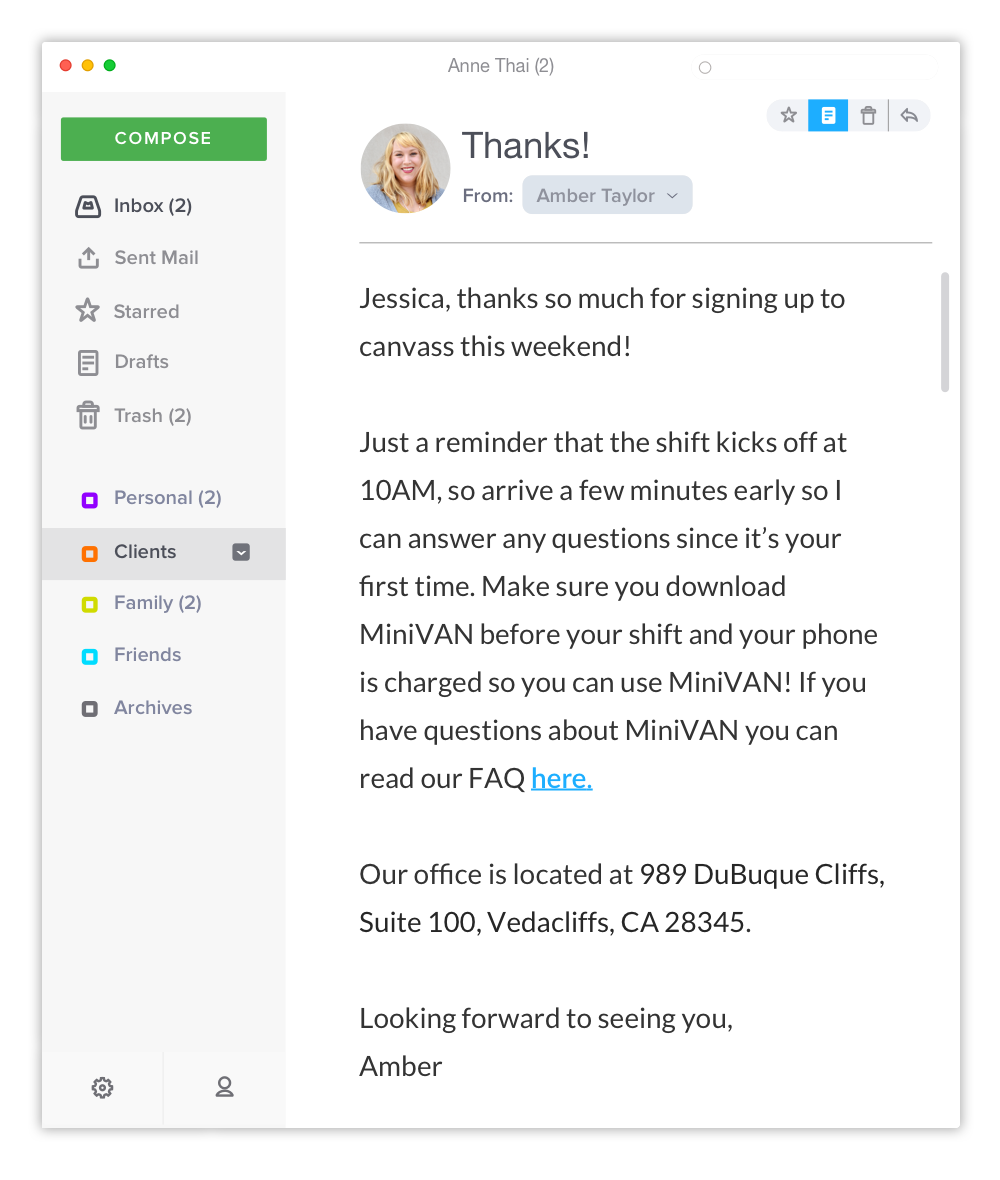 Anne Thai (2)
COMPOSE
Inbox (2)
Sent Mail
Starred
Drafts
Trash (2)
Personal (2)
Clients
Family (2)
Friends
Archives
Thanks!
From: Amber Taylor
Jessica, thanks so much for signing up to
canvass this weekend!
Just a reminder that the shift kicks off at
10AM, so arrive a few minutes early so I
can answer any questions since it’s your
first time. Make sure you download
MiniVAN before your shift and your phone
is charged so you can use MiniVAN! If you
have questions about MiniVAN you can
read our FAQ here.
Our office is located at 989 DuBuque Cliffs,
Suite 100, Vedacliffs, CA 28345.
Looking forward to seeing you,
Amber